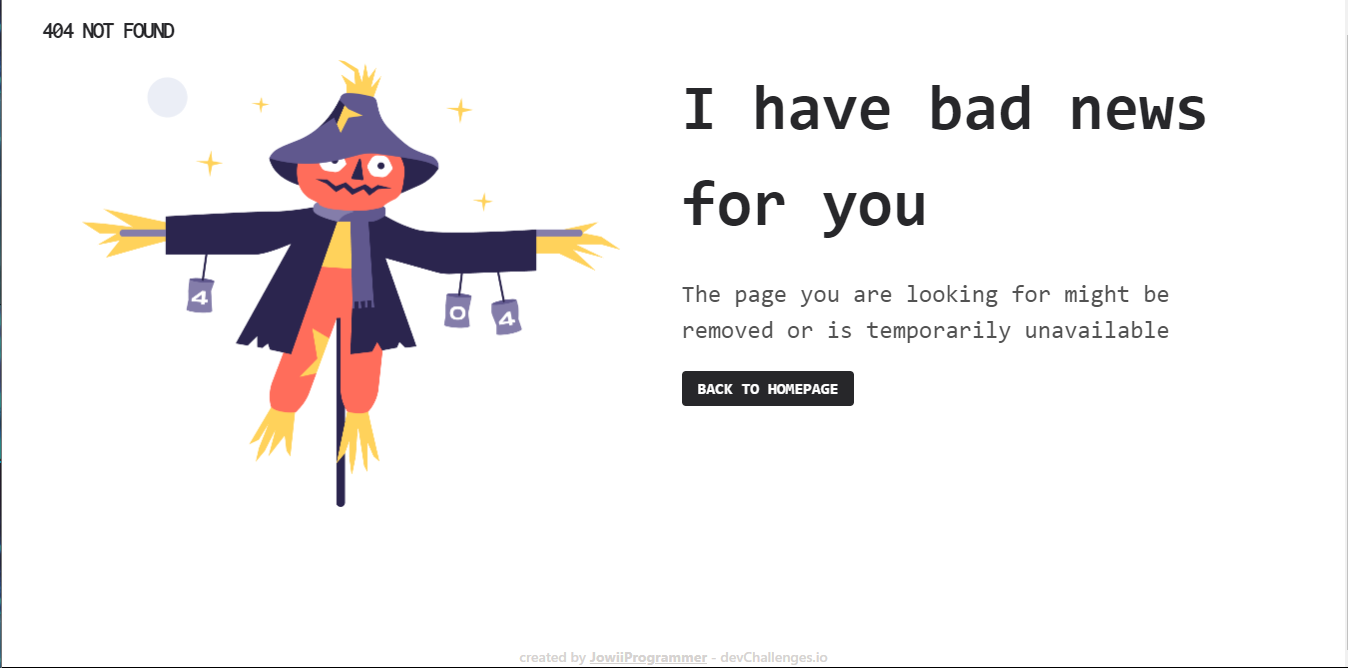 404 NOT FOUND
I have bad news
for you
The page you are looking for might be
removed or is temporarily unavailable
BACK TO HOMEPAGE
4
0
4
created by JowiiProgrammer - devChallenges.io